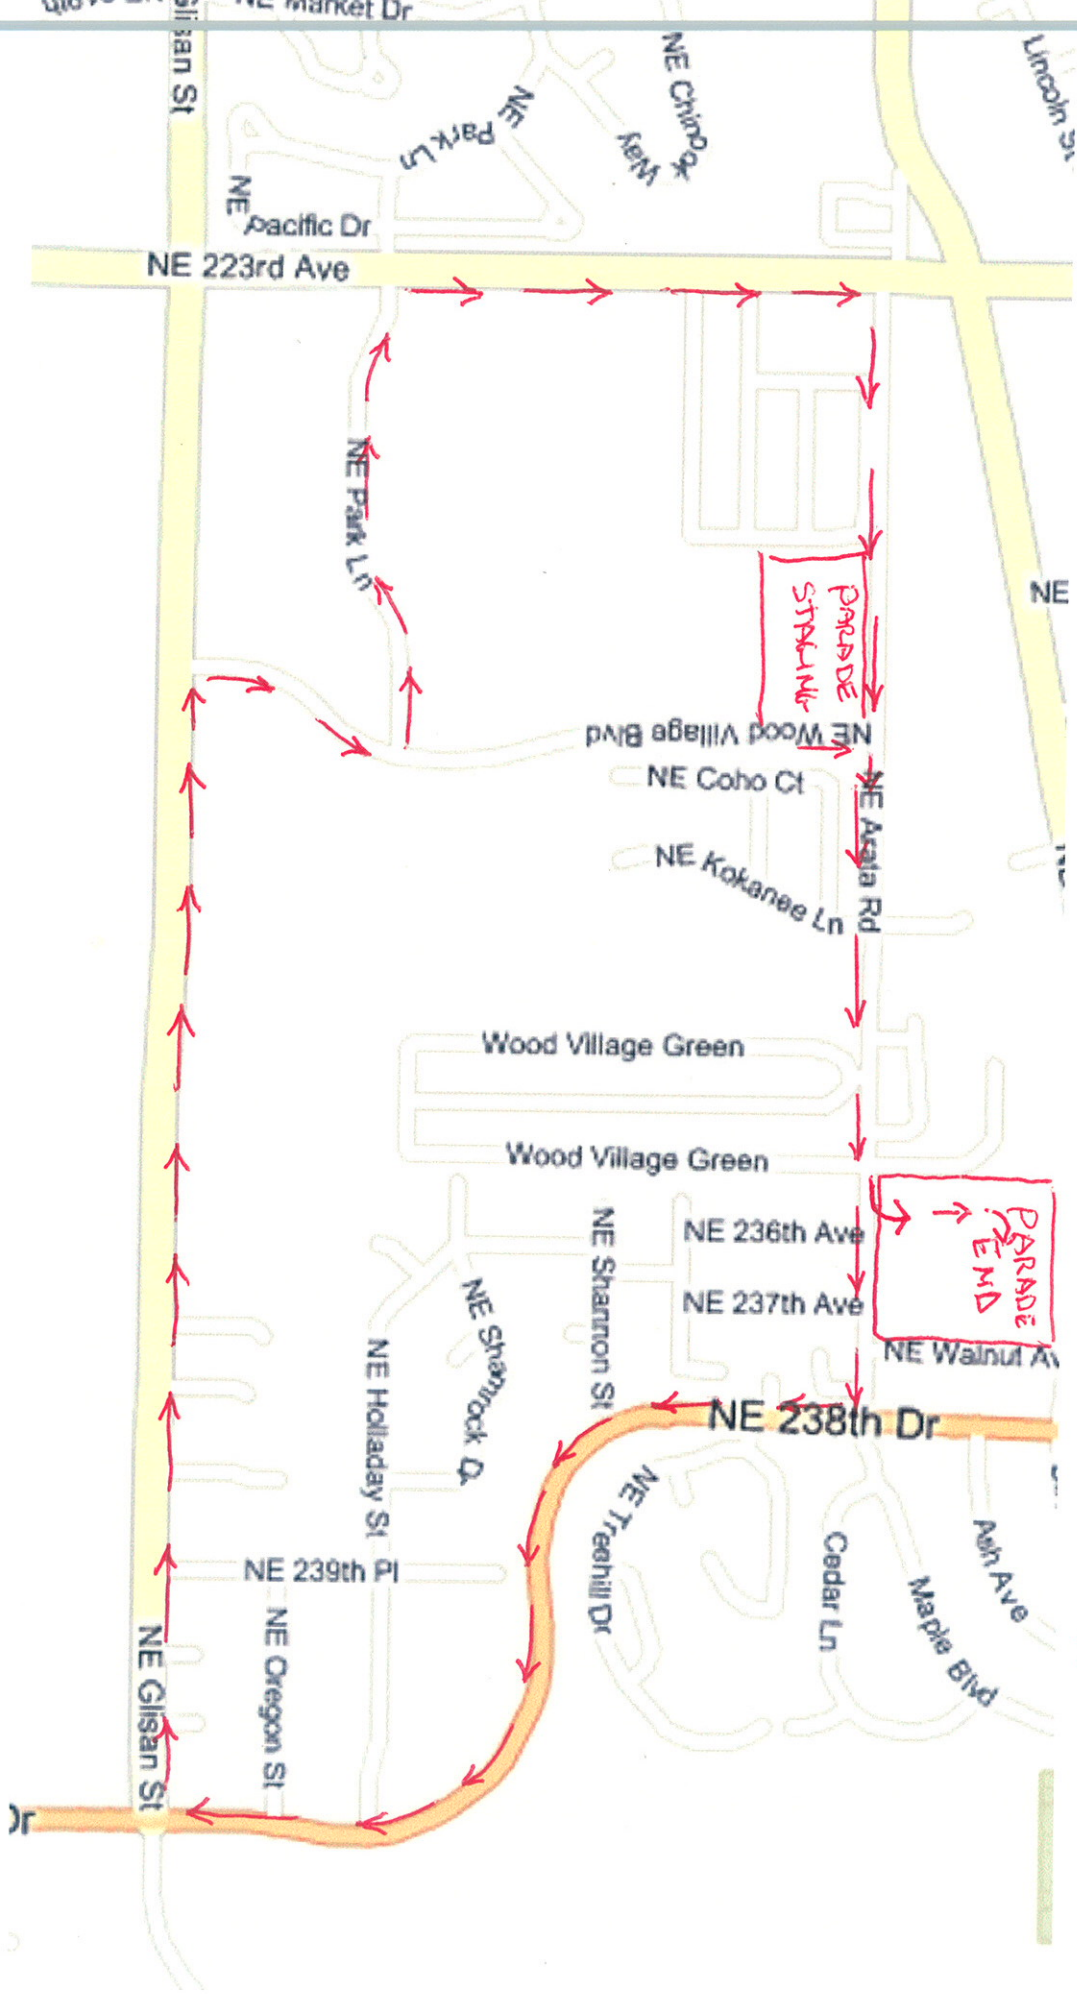 NE Market Dr
Glisan St
NE Chinook
Way
Lincoln St
NE
Park Ln
NE
Pacific Dr
NE 223rd Ave
NE Park Ln
NE
PARADE
STAGING
NE Wood Village Blvd
NE Coho Ct
NE Arata Rd
NE Kokanee Ln
Wood Village Green
Wood Village Green
NE 236th Ave
NE Shannon St
PARADE
END
NE 237th Ave
NE Shamrock D
NE Holladay St
NE Walnut Av
NE 238th Dr
NE Treehill Dr
Cedar Ln
Ash Ave
Maple Blvd
NE 239th Pl
NE Oregon St
NE Glisan St
Dr